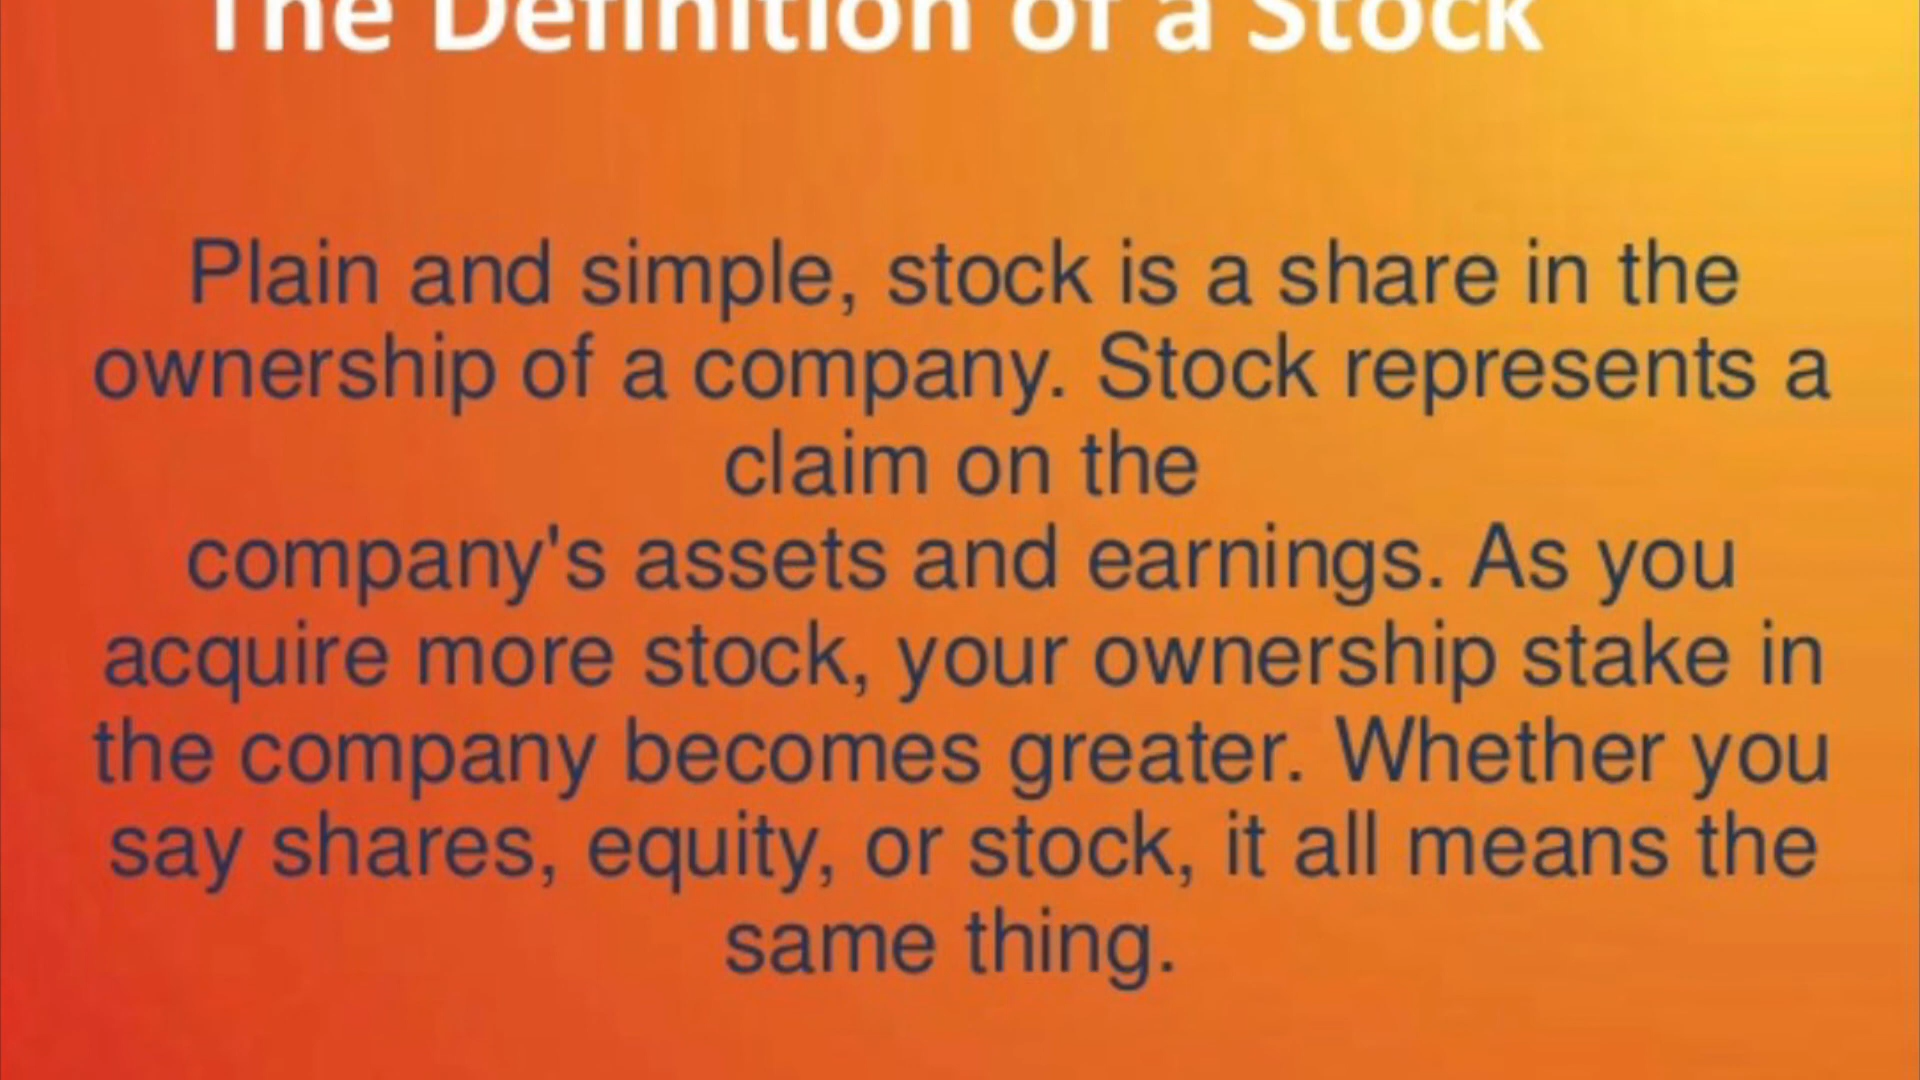 The Definition of a Stock
Plain and simple, stock is a share in the
ownership of a company. Stock represents a
claim on the
company's assets and earnings. As you
acquire more stock, your ownership stake in
the company becomes greater. Whether you
say shares, equity, or stock, it all means the
same thing.